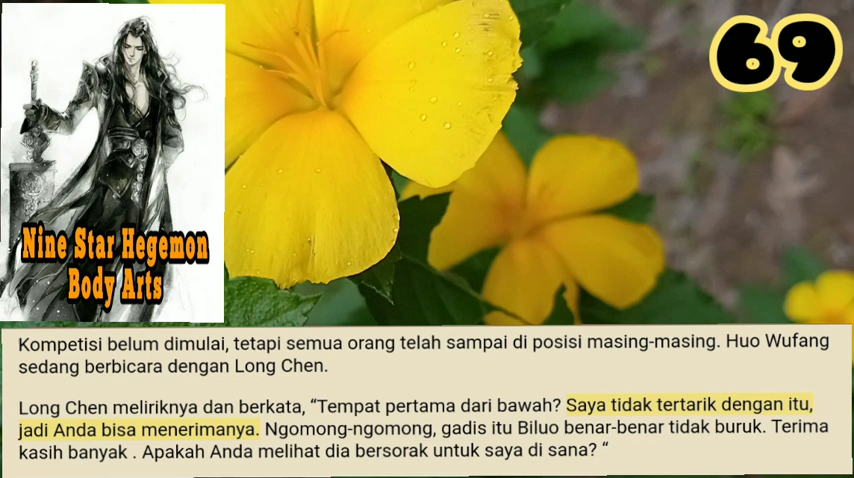 69
Nine Star Hegemon
Body Arts
Kompetisi belum dimulai, tetapi semua orang telah sampai di posisi masing-masing. Huo Wufang
sedang berbicara dengan Long Chen.
Long Chen meliriknya dan berkata, “Tempat pertama dari bawah? Saya tidak tertarik dengan itu,
jadi Anda bisa menerimanya. Ngomong-ngomong, gadis itu Biluo benar-benar tidak buruk. Terima
kasih banyak . Apakah Anda melihat dia bersorak untuk saya di sana? “